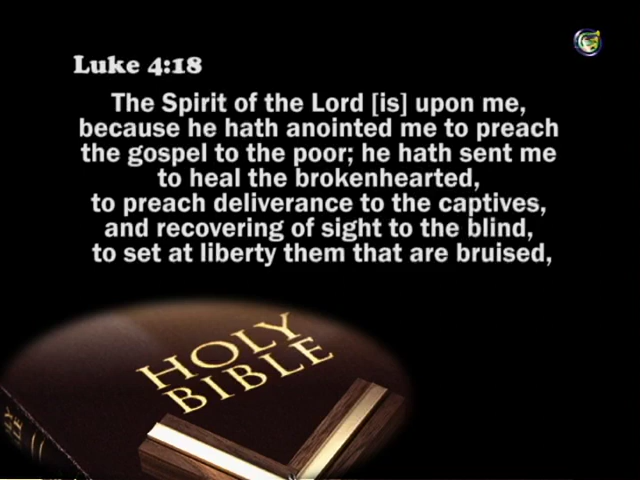 Luke 4:18
The Spirit of the Lord [is] upon me,
because he hath anointed me to preach
the gospel to the poor; he hath sent me
to heal the brokenhearted,
to preach deliverance to the captives,
and recovering of sight to the blind,
to set at liberty them that are bruised,
HOLY
BIBLE